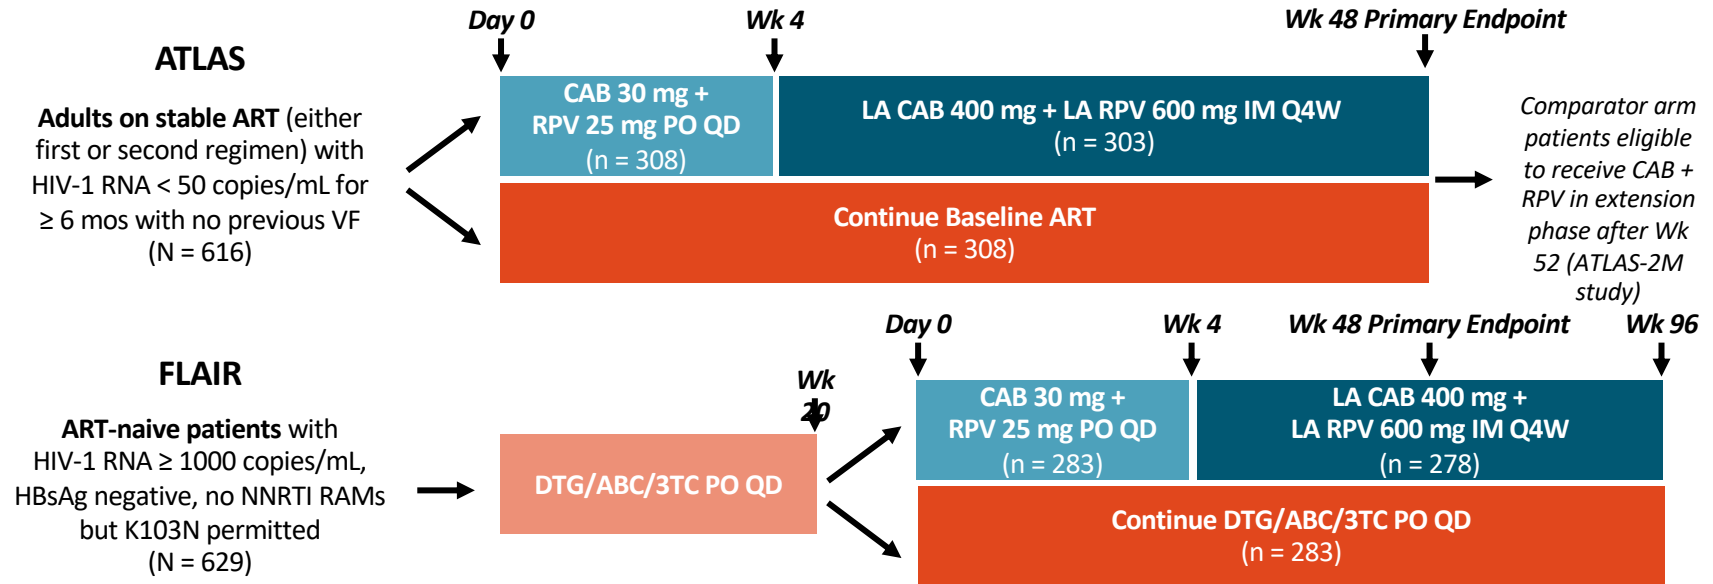 Day 0
Wk 4
Wk 48 Primary Endpoint
ATLAS
Adults on stable ART (either
first or second regimen) with
HIV-1 RNA < 50 copies/mL for
≥ 6 mos with no previous VF
(N = 616)
CAB 30 mg +
RPV 25 mg PO QD
(n = 308)
LA CAB 400 mg + LA RPV 600 mg IM Q4W
(n = 303)
Continue Baseline ART
(n = 308)
Comparator arm
patients eligible
to receive CAB +
RPV in extension
phase after Wk
52 (ATLAS-2M
study)
Day 0
Wk 4
Wk 48 Primary Endpoint
Wk 96
FLAIR
ART-naive patients with
HIV-1 RNA ≥ 1000 copies/mL,
HBsAg negative, no NNRTI RAMs
but K103N permitted
(N = 629)
Wk
20
DTG/ABC/3TC PO QD
CAB 30 mg +
RPV 25 mg PO QD
(n = 283)
LA CAB 400 mg +
LA RPV 600 mg IM Q4W
(n = 278)
Continue DTG/ABC/3TC PO QD
(n = 283)